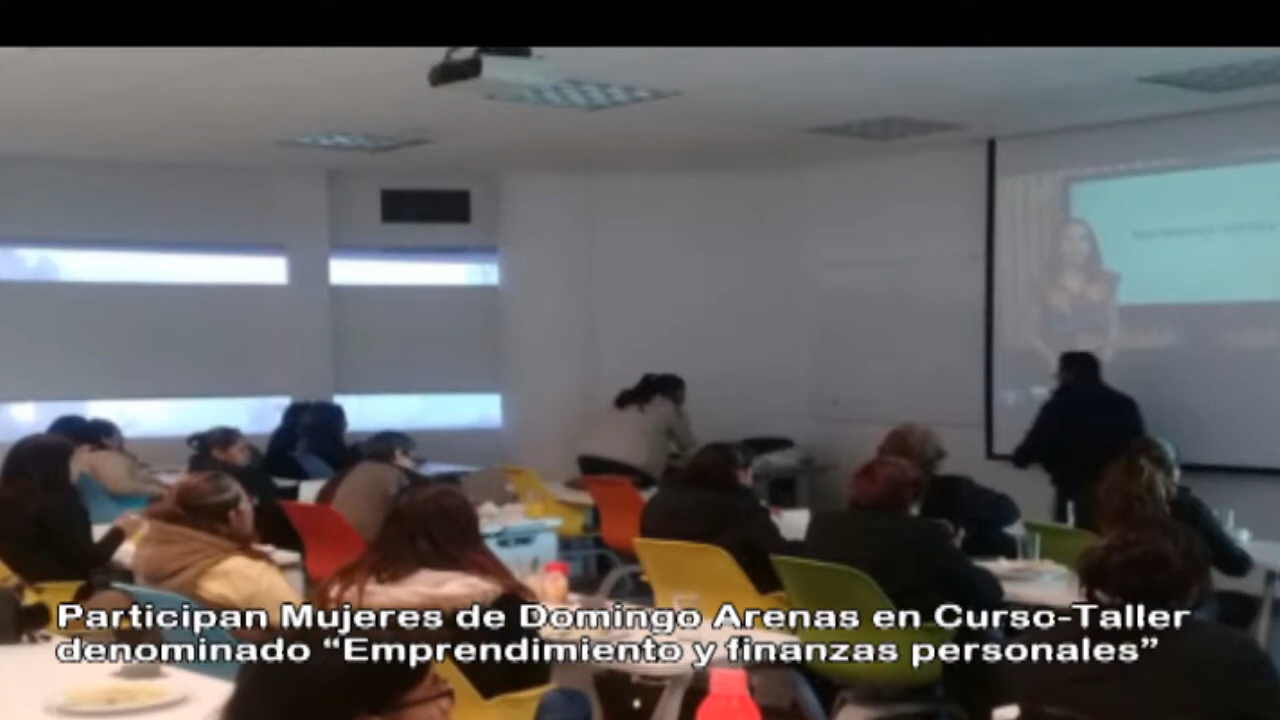 Participan Mujeres de Domingo Arenas en Curso-Taller
denominado “Emprendimiento y finanzas personales”